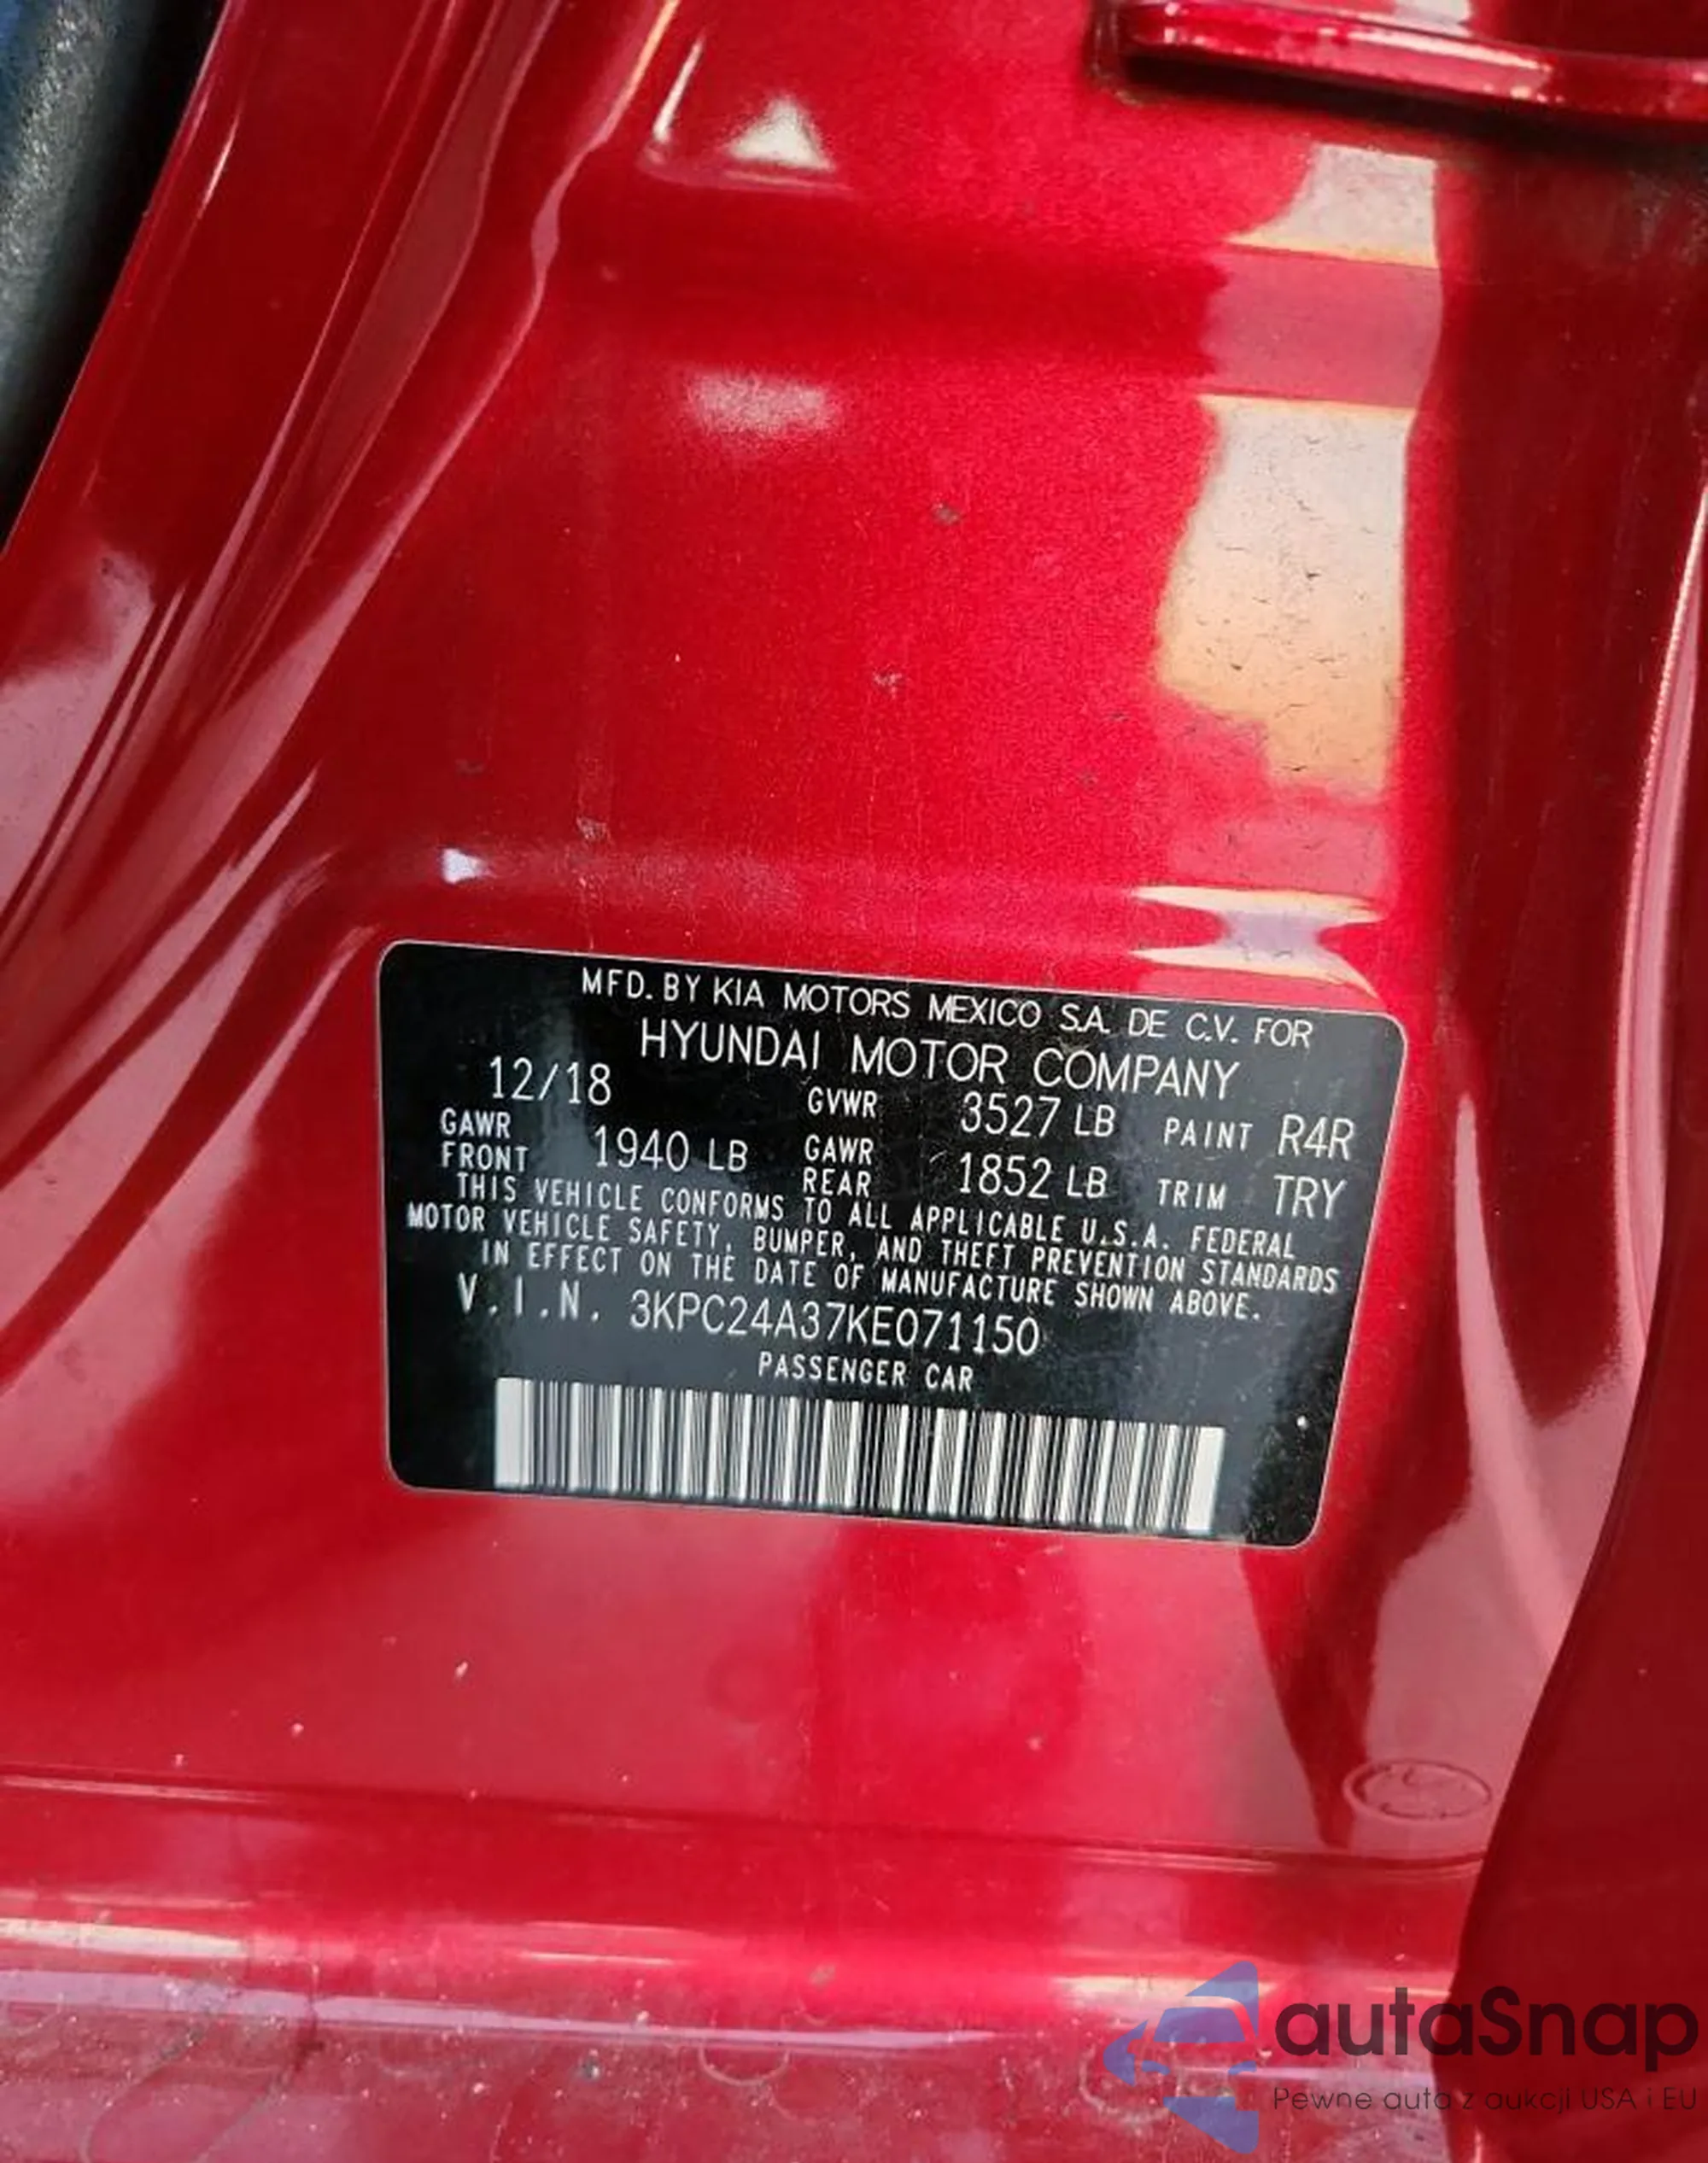 MFD. BY KIA MOTORS MEXICO S.A. DE C.V. FOR
HYUNDAI MOTOR COMPANY
12/18 GVWR 3527 LB PAINT R4R
GAWR FRONT 1940 LB GAWR REAR 1852 LB TRIM TRY
THIS VEHICLE CONFORMS TO ALL APPLICABLE U.S.A. FEDERAL
MOTOR VEHICLE SAFETY, BUMPER, AND THEFT PREVENTION STANDARDS
IN EFFECT ON THE DATE OF MANUFACTURE SHOWN ABOVE.
V.I.N. 3KPC24A37KE071150
PASSENGER CAR
autaSnap
Pewne auta z aukcji USA i EU